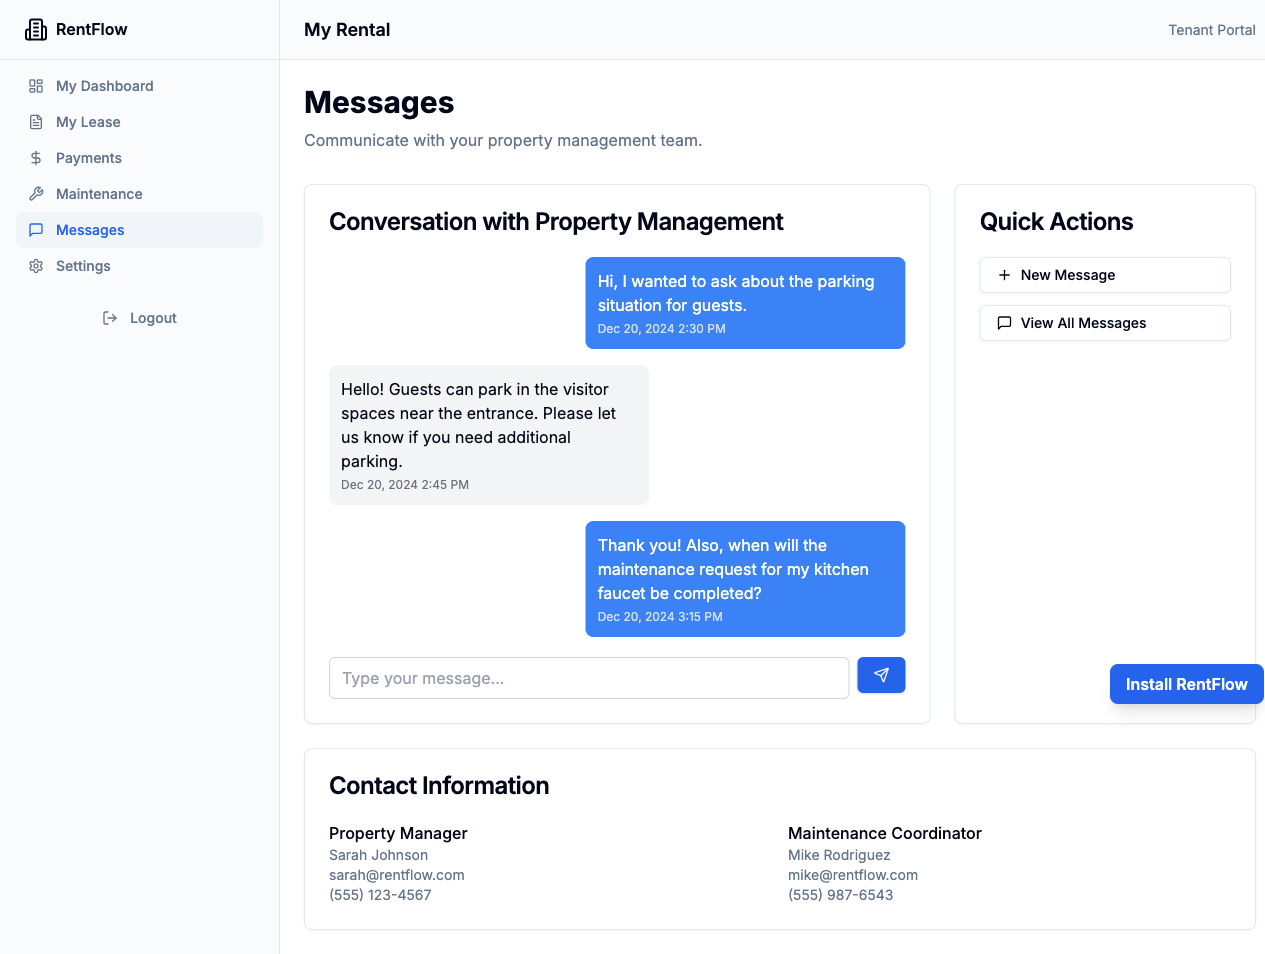 RentFlow
My Rental
Tenant Portal
My Dashboard
My Lease
Payments
Maintenance
Messages
Settings
Logout
Messages
Communicate with your property management team.
Conversation with Property Management
Hi, I wanted to ask about the parking
situation for guests.
Dec 20, 2024 2:30 PM
Hello! Guests can park in the visitor
spaces near the entrance. Please let
us know if you need additional
parking.
Dec 20, 2024 2:45 PM
Thank you! Also, when will the
maintenance request for my kitchen
faucet be completed?
Dec 20, 2024 3:15 PM
Type your message...
Quick Actions
New Message
View All Messages
Install RentFlow
Contact Information
Property Manager
Sarah Johnson
sarah@rentflow.com
(555) 123-4567
Maintenance Coordinator
Mike Rodriguez
mike@rentflow.com
(555) 987-6543